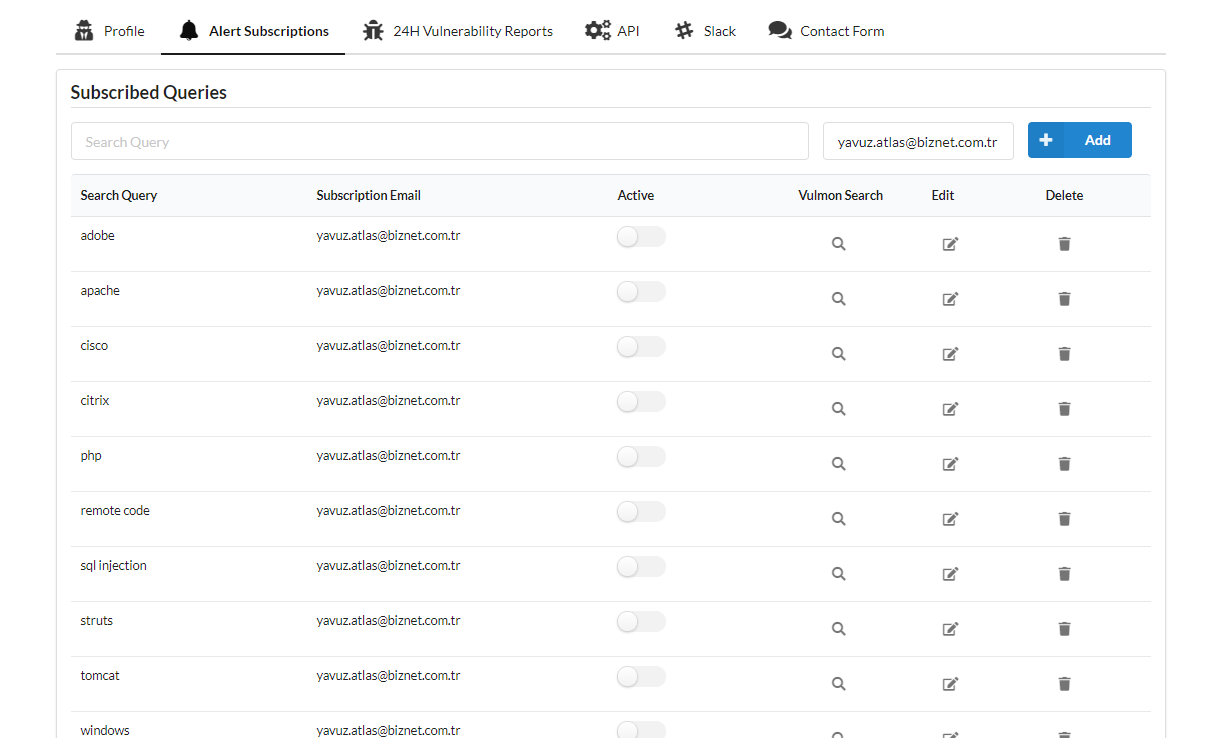 Profile Alert Subscriptions 24H Vulnerability Reports API Slack Contact Form
Subscribed Queries
Search Query yavuz.atlas@biznet.com.tr Add
Search Query Subscription Email Active Vulmon Search Edit Delete
adobe yavuz.atlas@biznet.com.tr
apache yavuz.atlas@biznet.com.tr
cisco yavuz.atlas@biznet.com.tr
citrix yavuz.atlas@biznet.com.tr
php yavuz.atlas@biznet.com.tr
remote code yavuz.atlas@biznet.com.tr
sql injection yavuz.atlas@biznet.com.tr
struts yavuz.atlas@biznet.com.tr
tomcat yavuz.atlas@biznet.com.tr
windows yavuz.atlas@biznet.com.tr